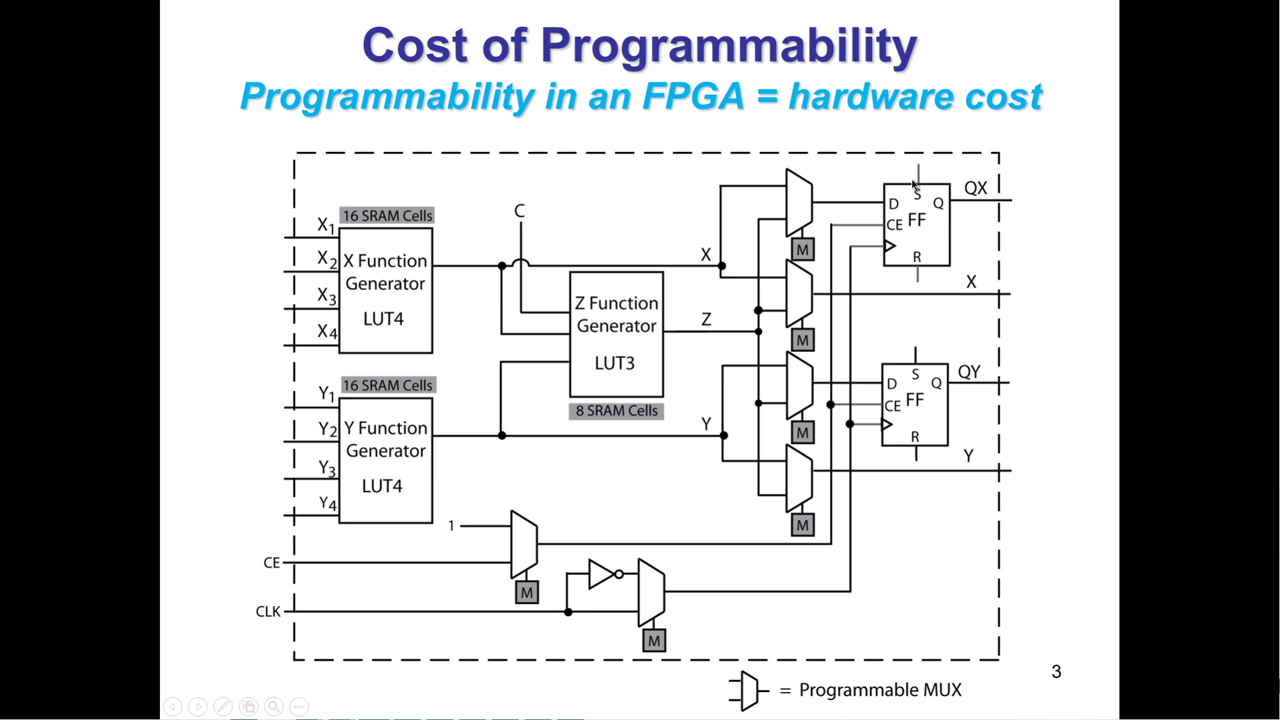 Cost of Programmability
Programmability in an FPGA = hardware cost
16 SRAM Cells
X1
X2
X3
X4
X Function
Generator
LUT4
C
Z Function
Generator
LUT3
8 SRAM Cells
16 SRAM Cells
Y1
Y2
Y3
Y4
Y Function
Generator
LUT4
X
Z
Y
M
M
M
M
S
D
Q
CE
FF
R
QX
X
S
D
Q
CE
FF
R
QY
Y
1
CE
M
CLK
M
3
= Programmable MUX